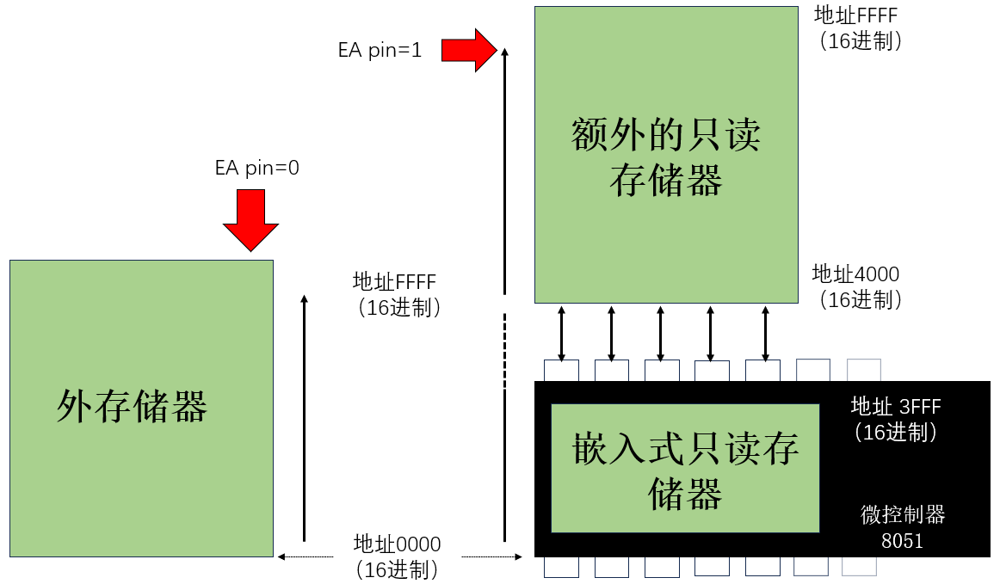 地址FFFF
（16进制）
EA pin=1
额外的只读
存储器
EA pin=0
地址FFFF
（16进制）
地址4000
（16进制）
外存储器
地址 3FFF
（16进制）
嵌入式只读存
储器
微控制器
8051
地址0000
（16进制）